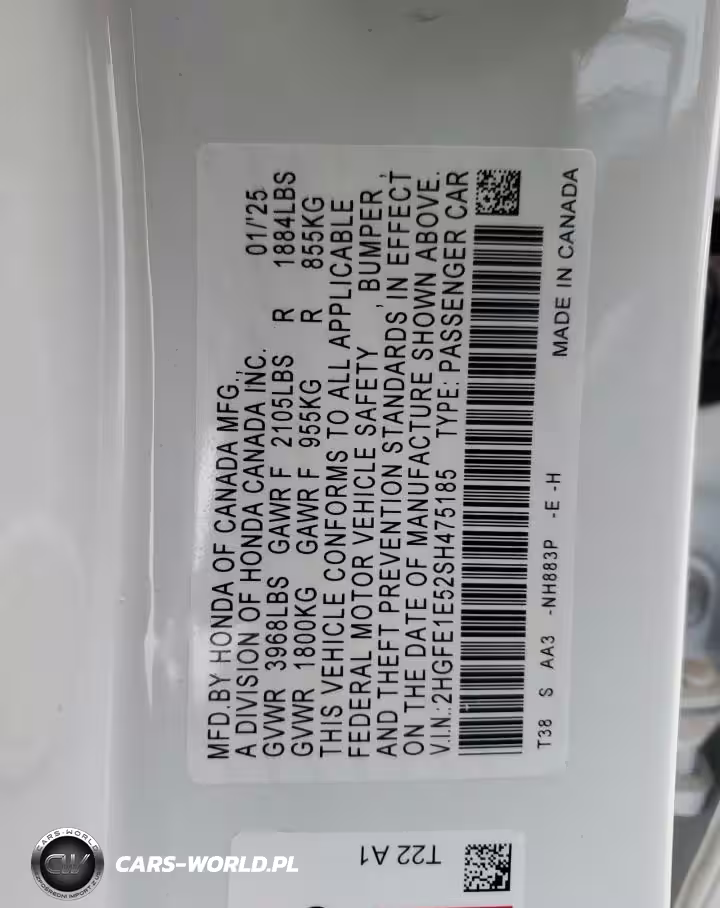 MFD.BY HONDA OF CANADA MFG.,
A DIVISION OF HONDA CANADA INC. 01/'25
GVWR 3968LBS GAWR F 2105LBS R 1884LBS
GVWR 1800KG GAWR F 955KG R 855KG
THIS VEHICLE CONFORMS TO ALL APPLICABLE
FEDERAL MOTOR VEHICLE SAFETY , BUMPER ,
AND THEFT PREVENTION STANDARDS IN EFFECT
ON THE DATE OF MANUFACTURE SHOWN ABOVE.
V.I.N.:2HGFE1E52SH475185 TYPE: PASSENGER CAR
T38 S AA3 -NH883P -E -H MADE IN CANADA
T22 A1
CARS-WORLD
CW
CARS-WORLD.PL